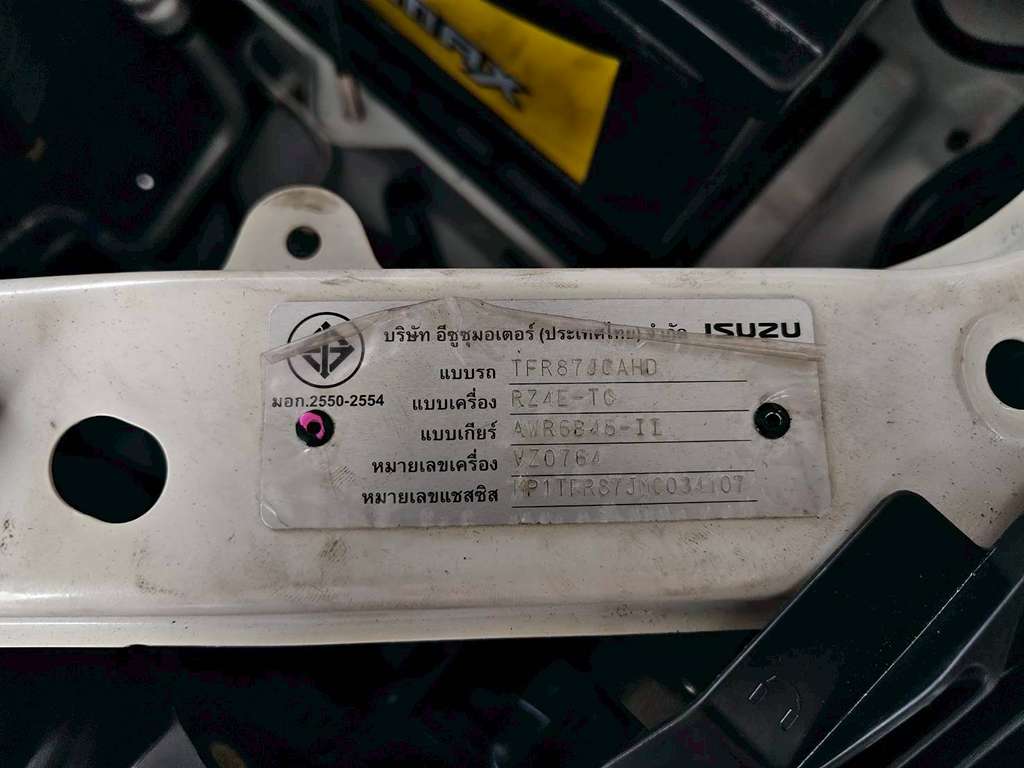 บริษัท อีซูซุมอเตอร์ (ประเทศไทย) จำกัด ISUZU
แบบรถ TFR87JCAHD
มอก.2550-2554 แบบเครื่อง RZ4E-TC
แบบเกียร์
หมายเลขเครื่อง VZ0764
หมายเลขแชสซิส